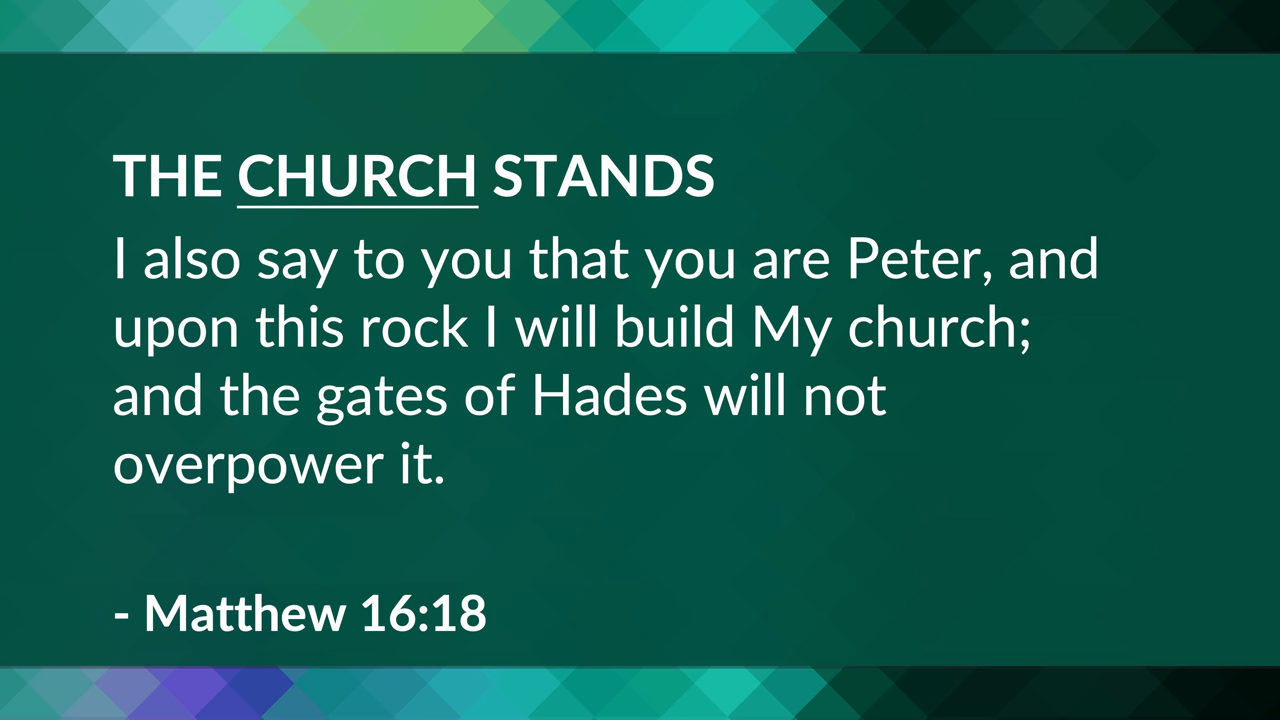 THE CHURCH STANDS
I also say to you that you are Peter, and
upon this rock I will build My church;
and the gates of Hades will not
overpower it.
- Matthew 16:18